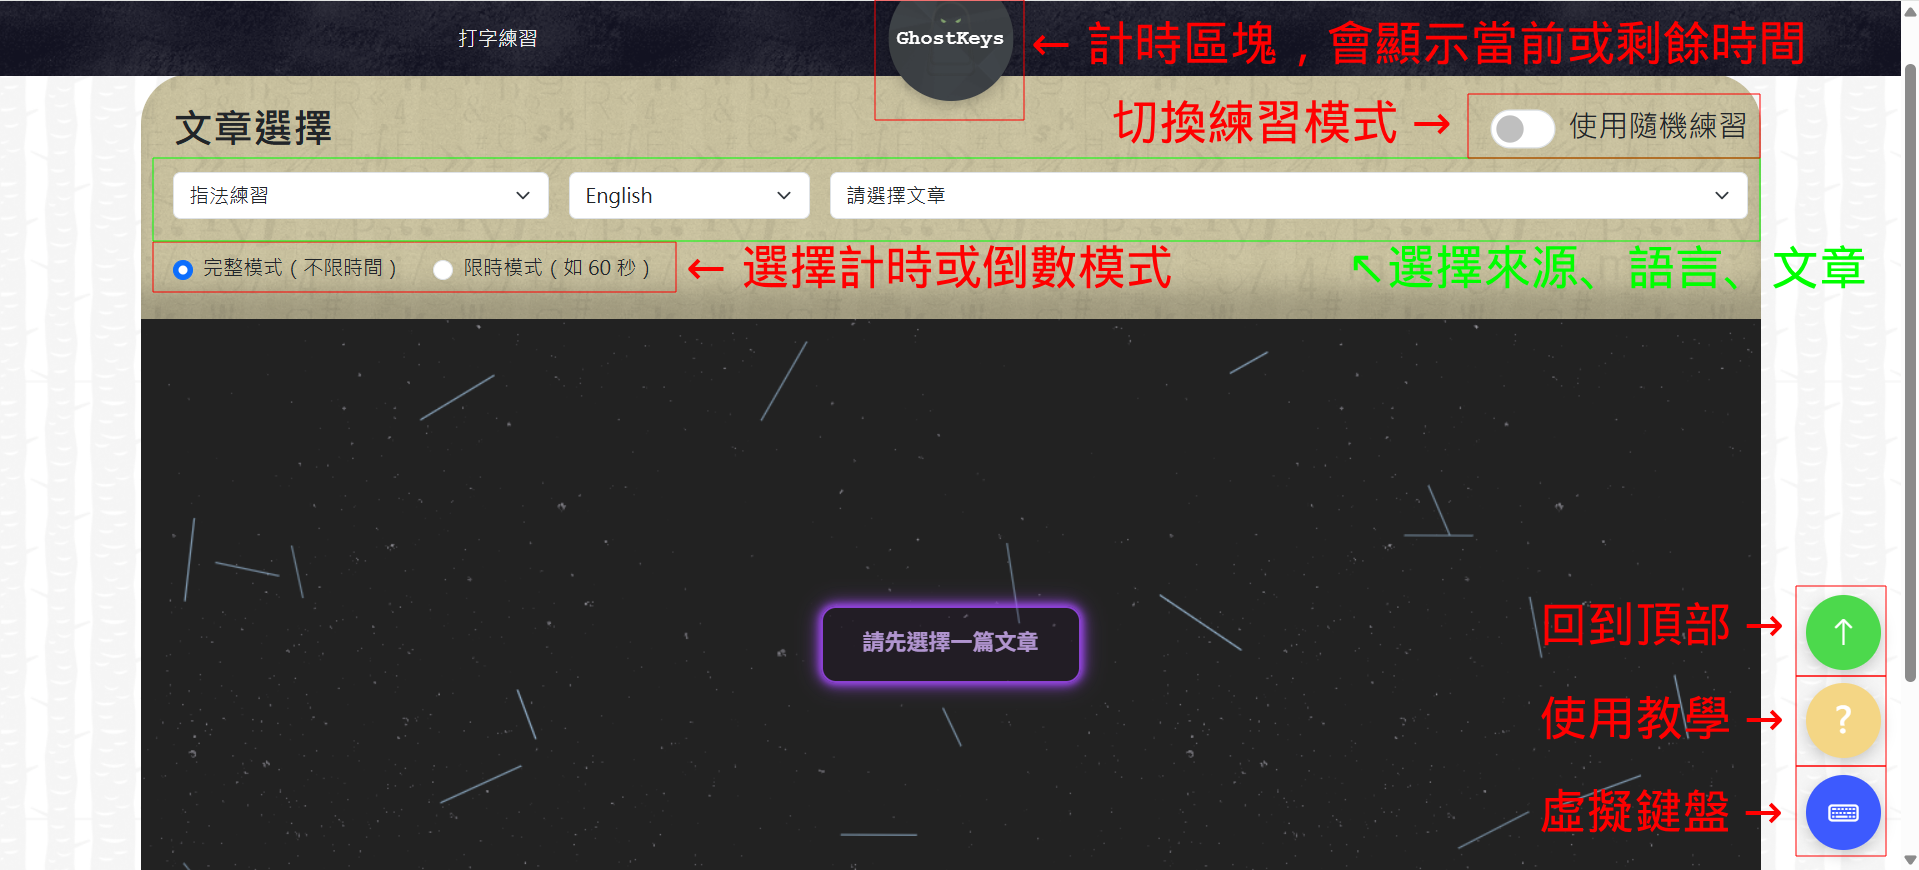 打字練習
GhostKeys
← 計時區塊，會顯示當前或剩餘時間
文章選擇
切換練習模式 →
使用隨機練習
指法練習
English
請選擇文章
完整模式（不限時間）
限時模式（如 60 秒）
← 選擇計時或倒數模式
↖選擇來源、語言、文章
請先選擇一篇文章
回到頂部 →
↑
使用教學 →
?
虛擬鍵盤 →